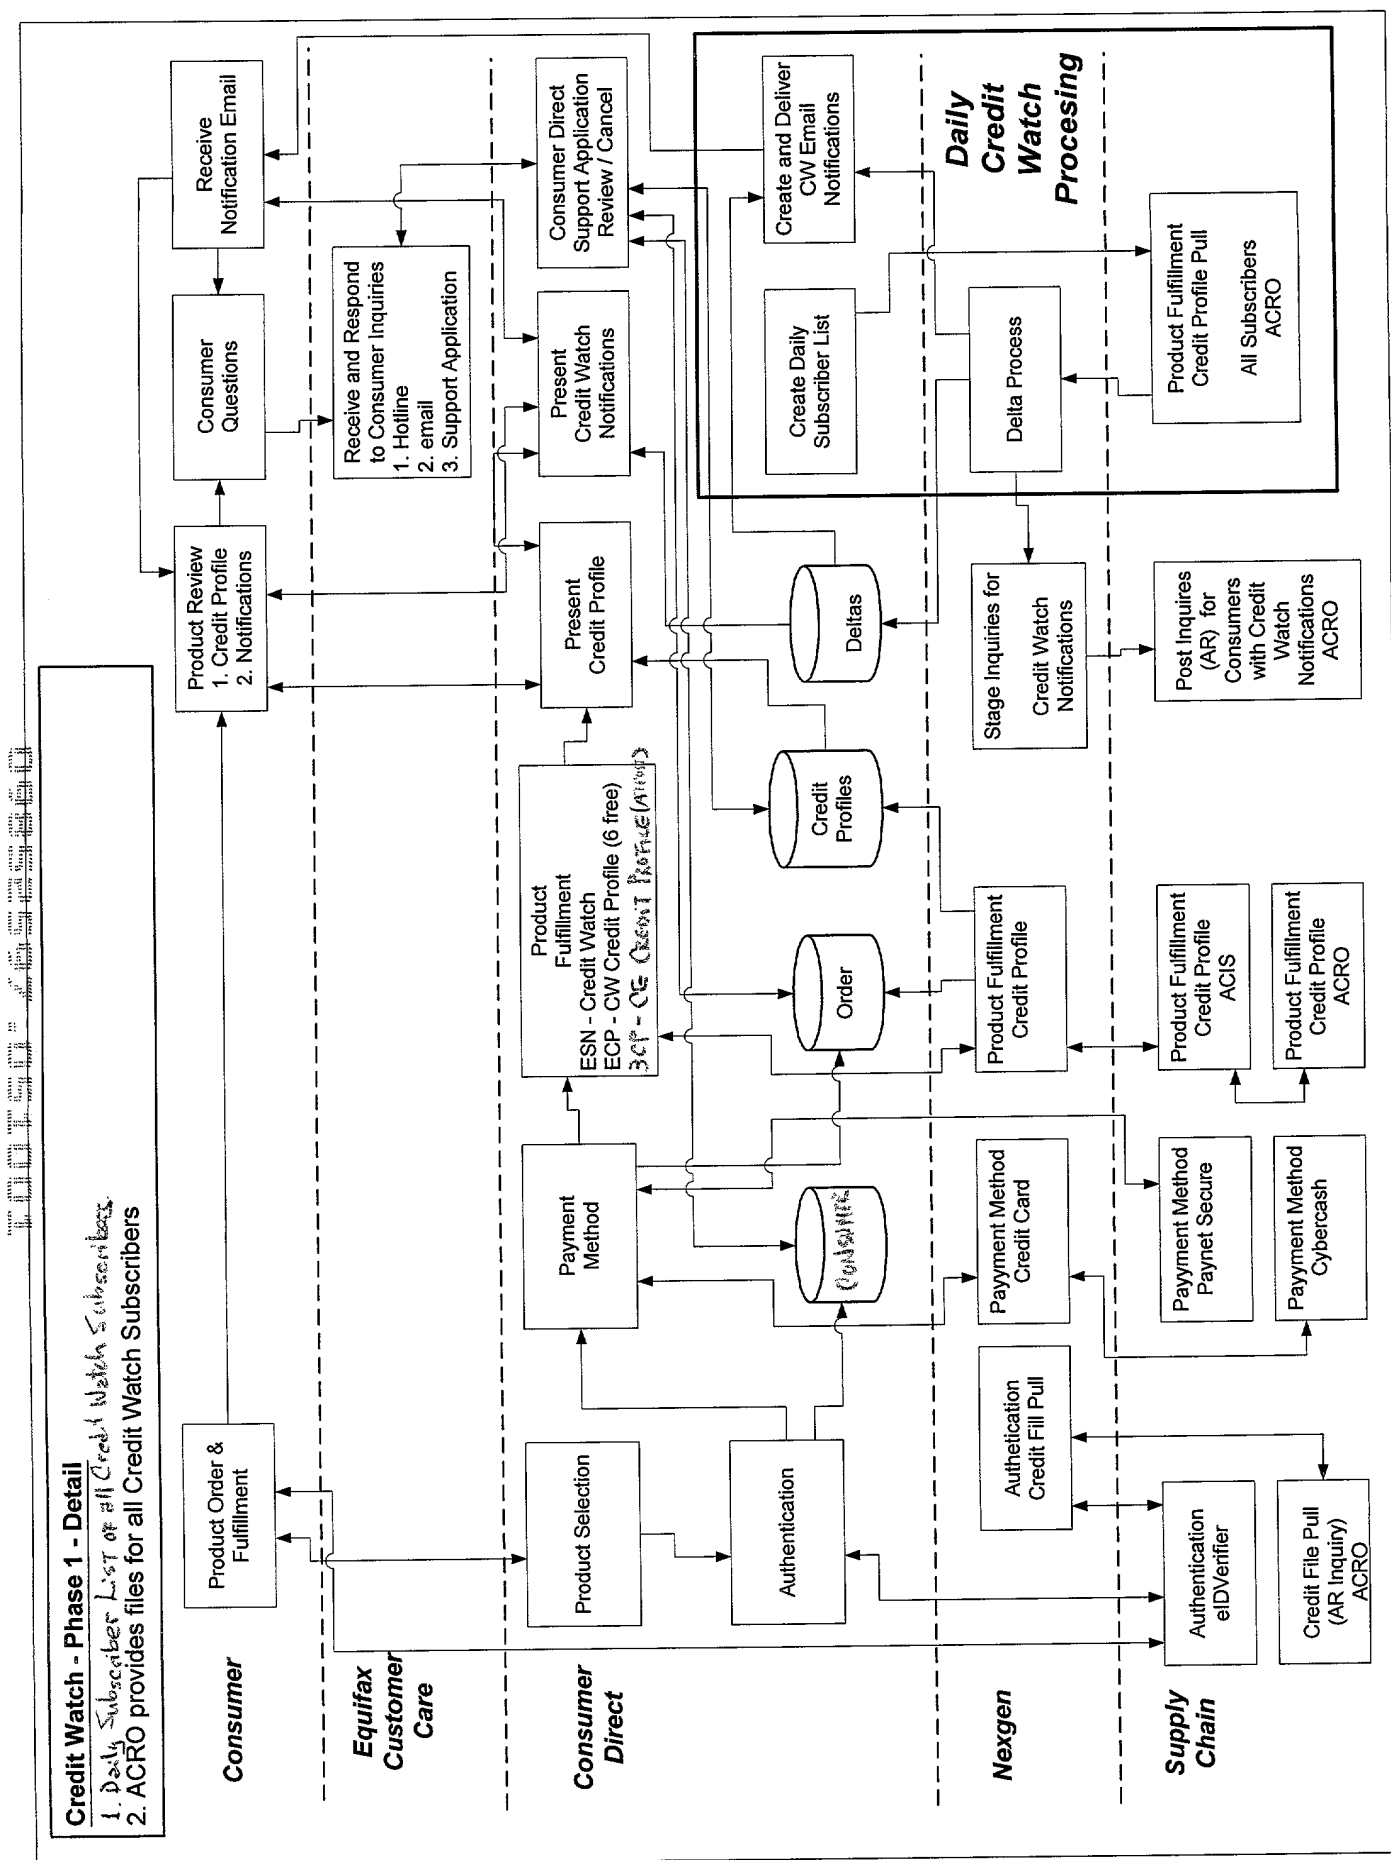 Credit Watch - Phase 1 - Detail
1. Daily Subscriber List of all Credit Watch Subscribers
2. ACRO provides files for all Credit Watch Subscribers
Consumer
Product Order &
Fulfillment
Product Review
1. Credit Profile
2. Notifications
Consumer
Questions
Receive
Notification Email
Equifax
Customer
Care
Receive and Respond
to Consumer Inquiries
1. Hotline
2. email
3. Support Application
Consumer
Direct
Product Selection
Authentication
Payment
Method
Product
Fulfillment
ESN - Credit Watch
ECP - CW Credit Profile (6 free)
3CP - CE CREDIT PROFILE
Present
Credit Profile
Present
Credit Watch
Notifications
Consumer Direct
Support Application
Review / Cancel
CONSUMER
Order
Credit
Profiles
Deltas
Create Daily
Subscriber List
Create and Deliver
CW Email
Notifications
Nexgen
Authetication
Credit Fill Pull
Payyment Method
Credit Card
Product Fulfillment
Credit Profile
Stage Inquiries for
Credit Watch
Notifications
Delta Process
Daily
Credit
Watch
Procesing
Supply
Chain
Authentication
eIDVerifier
Credit File Pull
(AR Inquiry)
ACRO
Payyment Method
Paynet Secure
Payyment Method
Cybercash
Product Fulfillment
Credit Profile
ACIS
Product Fulfillment
Credit Profile
ACRO
Post Inquires
(AR) for
Consumers
with Credit
Watch
Notifications
ACRO
Product Fulfillment
Credit Profile Pull
All Subscribers
ACRO